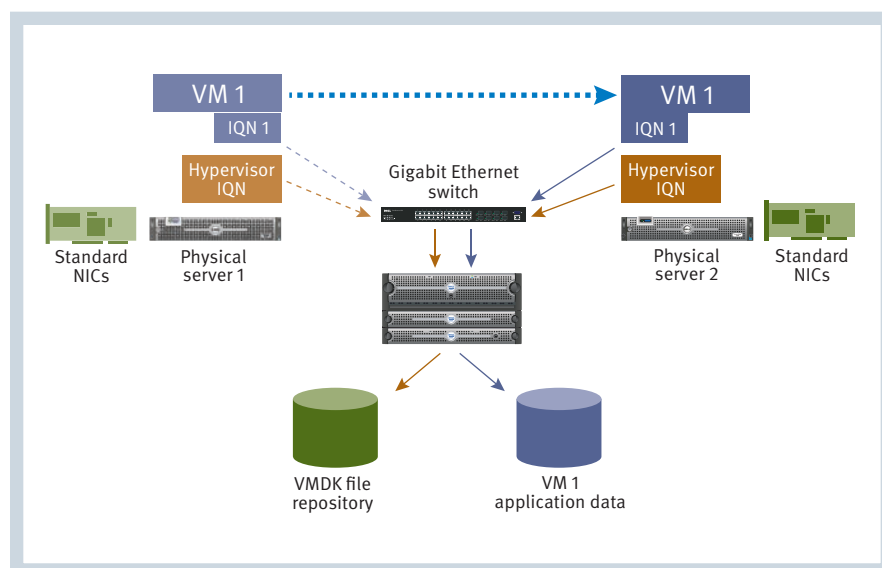 VM 1
VM 1
IQN 1
IQN 1
Hypervisor
IQN
Gigabit Ethernet
switch
Hypervisor
IQN
Standard
NICs
Physical
server 1
Physical
server 2
Standard
NICs
VMDK file
repository
VM 1
application data